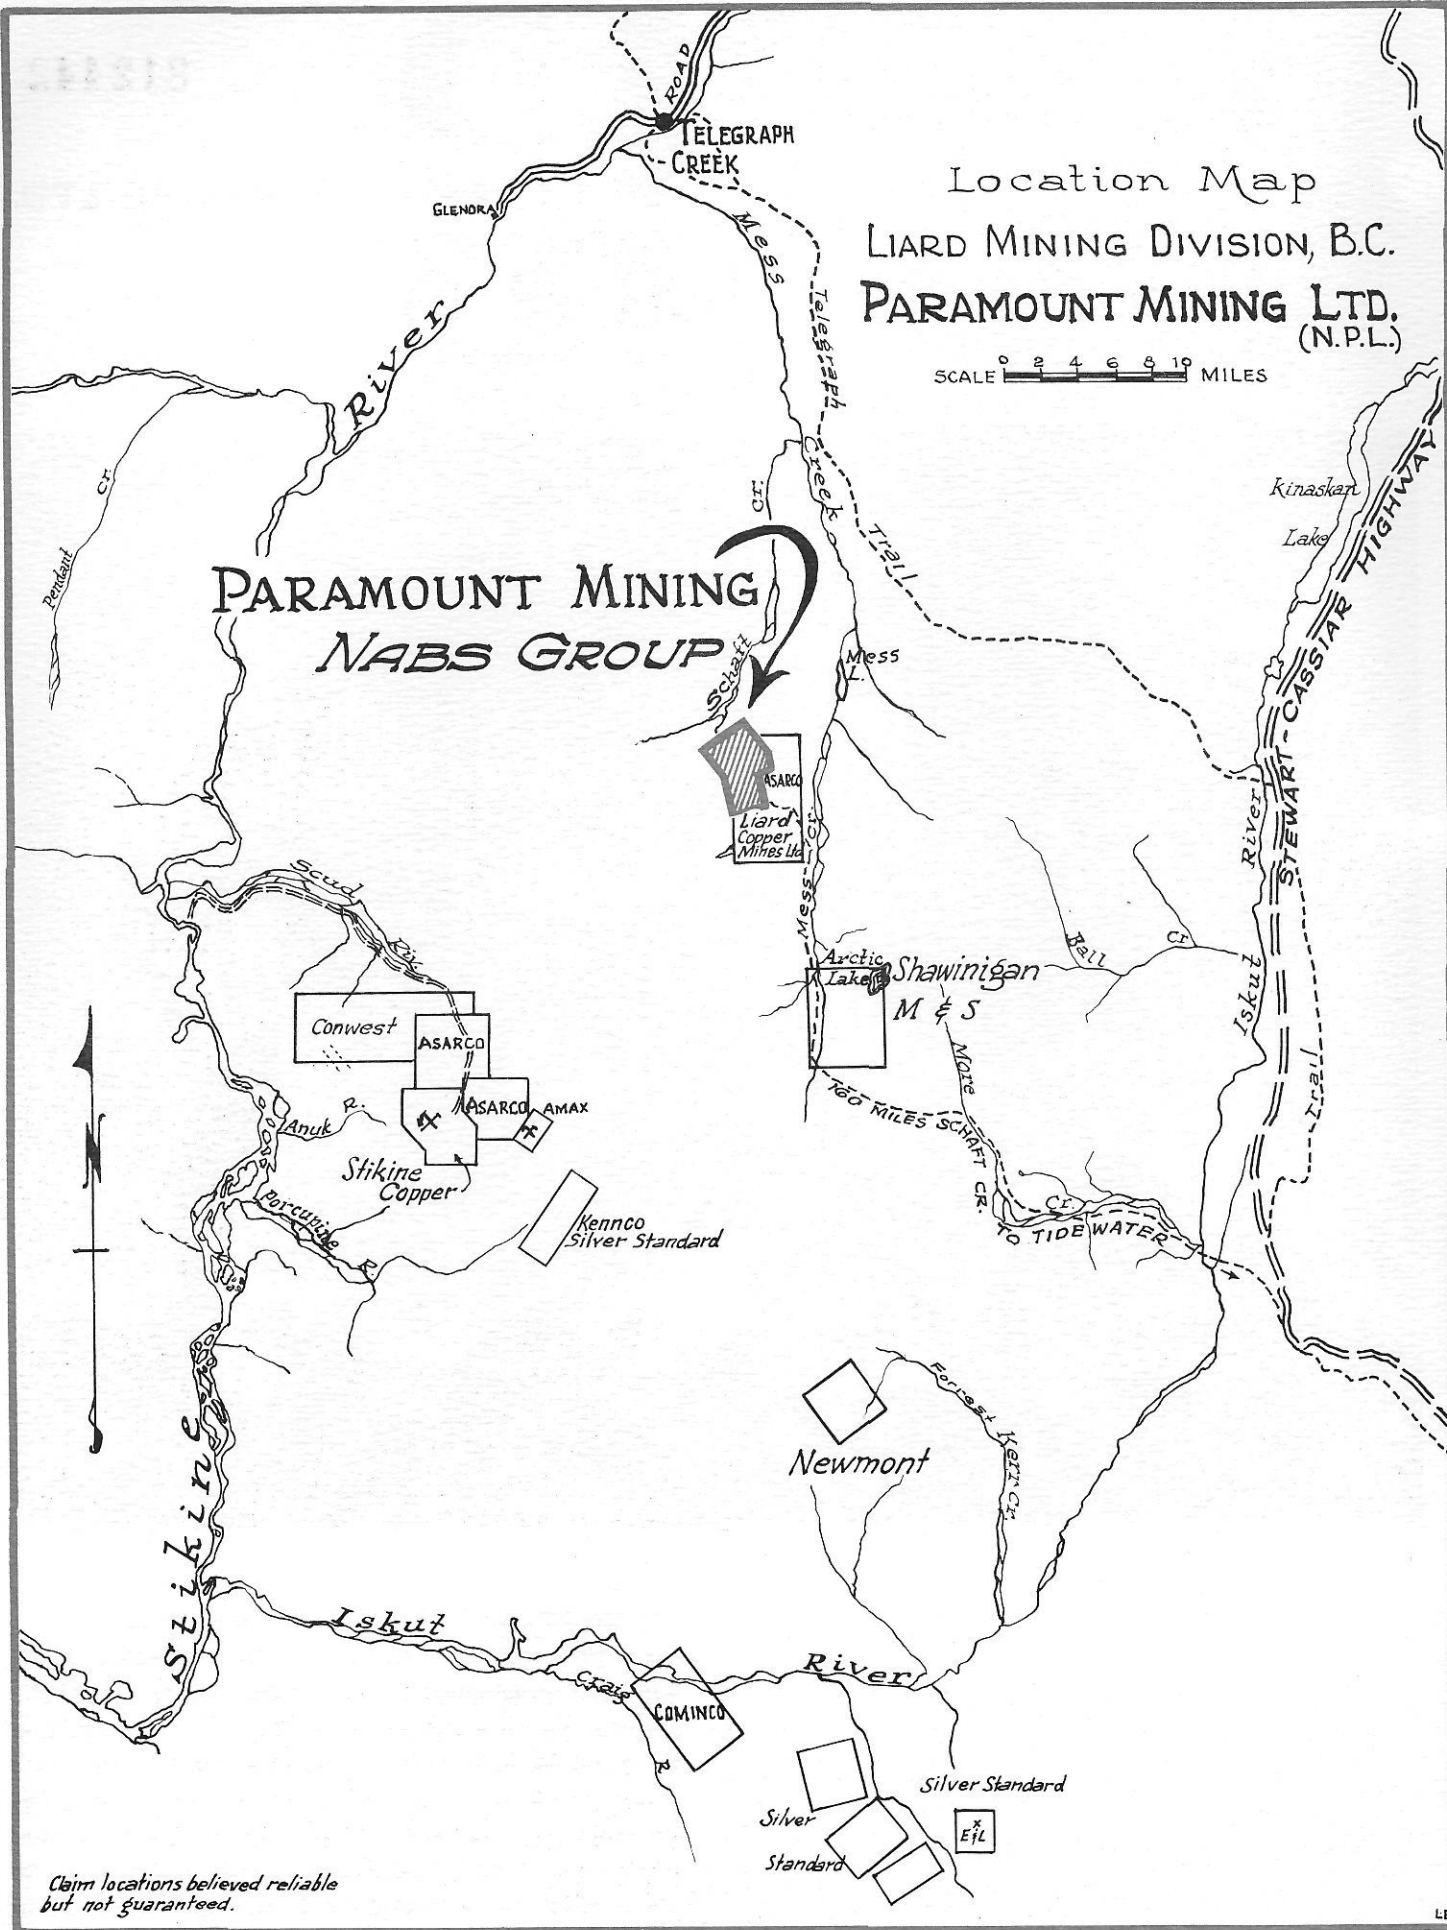 ROAD
TELEGRAPH
CREEK
GLENORA
Location Map
LIARD MINING DIVISION, B.C.
PARAMOUNT MINING LTD.
(N.P.L.)
0 2 4 6 8 10
SCALE MILES
Mess
Telegraph
River
Creek
Cr.
Pendant
Cr.
Trail
Kinaskan
Lake
STEWART-CASSIAR HIGHWAY
PARAMOUNT MINING
NABS GROUP
Schaft
Mess
L.
ASARCO
Liard
Copper
Mines Ltd
River
Mess Cr.
Scud
Riv.
Ball
Cr
Arctic
Lake
Shawinigan
M & S
Iskut
Conwest
ASARCO
More
Trail
ASARCO
AMAX
N
Anuk
R.
160 MILES SCHAFT CR.
TO TIDEWATER
Cr.
Stikine
Copper
Porcupine
R.
Kennco
Silver Standard
Forrest
Kerr Cr.
Newmont
Stikine
Iskut
River
Craig
R
COMINCO
Silver Standard
Silver
Standard
E&L
Claim locations believed reliable
but not guaranteed.